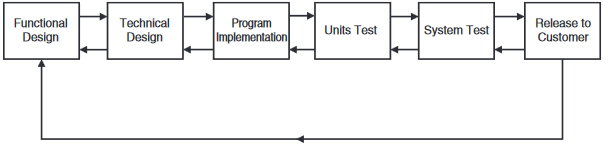 Functional
Design
Technical
Design
Program
Implementation
Units Test
System Test
Release to
Customer